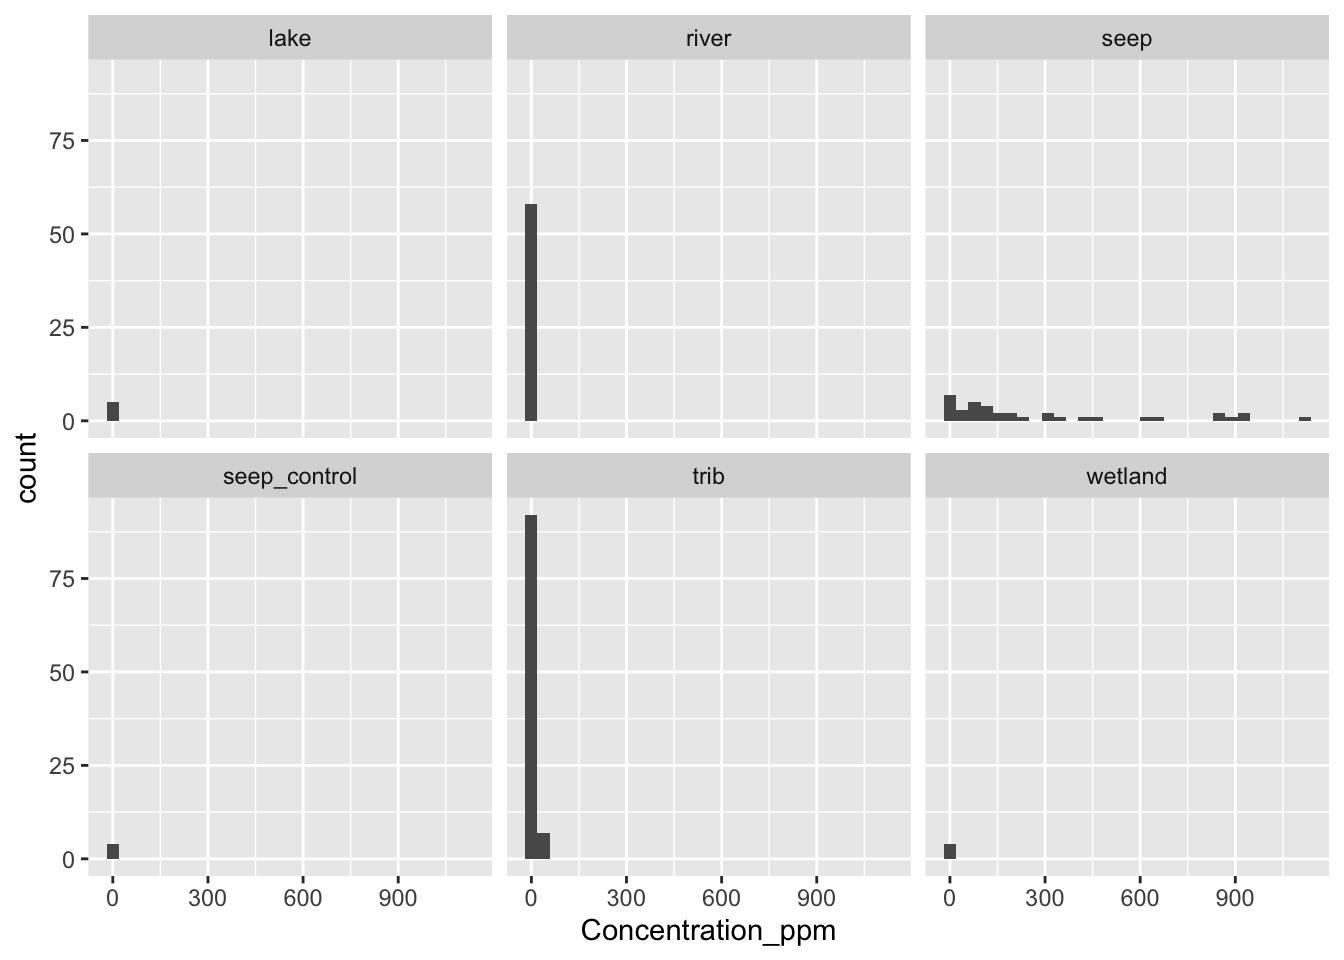 lake
river
seep
75
50
25
0
seep_control
trib
wetland
75
50
25
0
0 300 600 900
0 300 600 900
0 300 600 900
Concentration_ppm
count